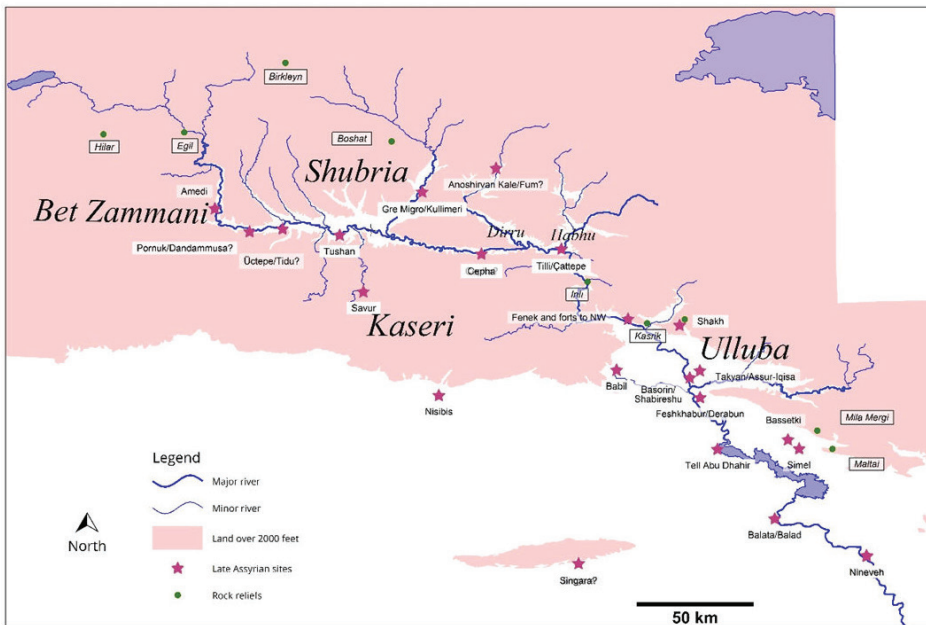 Birkleyn
Hilar
Egil
Boshat
Shubria
Anoshirvan Kale/Fum?
Amedi
Gre Migro/Kullimeri
Bet Zammani
Dirru
Habhu
Pornuk/Dandammusa?
Üctepe/Tidu?
Tushan
Cepha
Tilli/Çattepe
Inli
Savur
Kaseri
Fenek and forts to NW
Kasrik
Shakh
Ulluba
Babil
Basorin/
Shabireshu
Takyan/Assur-Iqisa
Nisibis
Feshkhabur/Derabun
Bassetki
Mila Mergi
Legend
Major river
Minor river
Land over 2000 feet
Late Assyrian sites
Rock reliefs
North
Tell Abu Dhahir
Simel
Maltai
Balata/Balad
Nineveh
Singara?
50 km